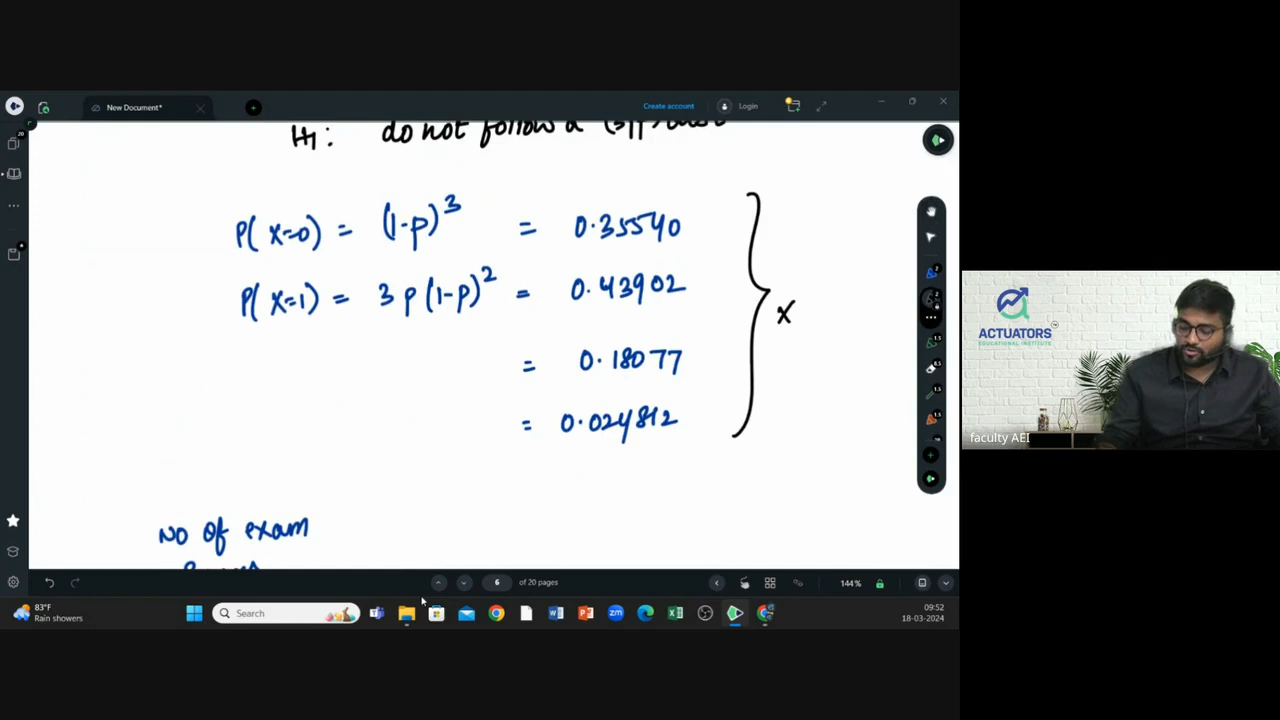 New Document*
Create account
Login
H1: do not follow a
P(x=0) = (1-p)^3 = 0.35540
P(x=1) = 3p(1-p)^2 = 0.43902
= 0.18077
= 0.024812
x
No of exam
6 of 20 pages
144%
83°F
Rain showers
Search
09:52
18-03-2024
ACTUATORS
EDUCATIONAL INSTITUTE
faculty AEI